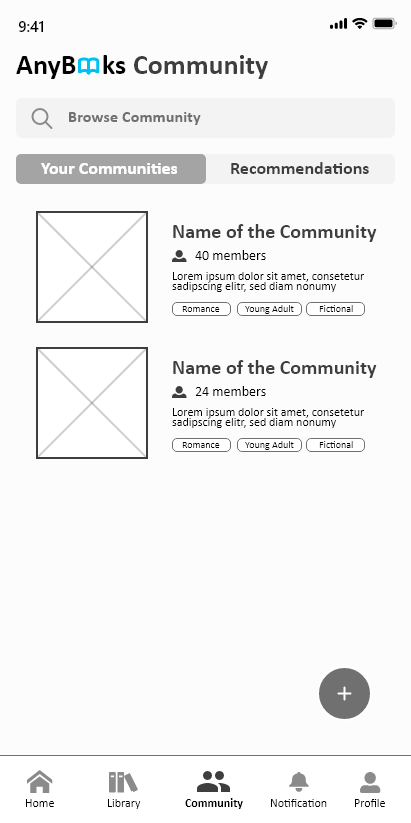 9:41
AnyBooks Community
Browse Community
Your Communities Recommendations
Name of the Community
40 members
Lorem ipsum dolor sit amet, consetetur
sadipscing elitr, sed diam nonumy
Romance Young Adult Fictional
Name of the Community
24 members
Lorem ipsum dolor sit amet, consetetur
sadipscing elitr, sed diam nonumy
Romance Young Adult Fictional
+
Home Library Community Notification Profile